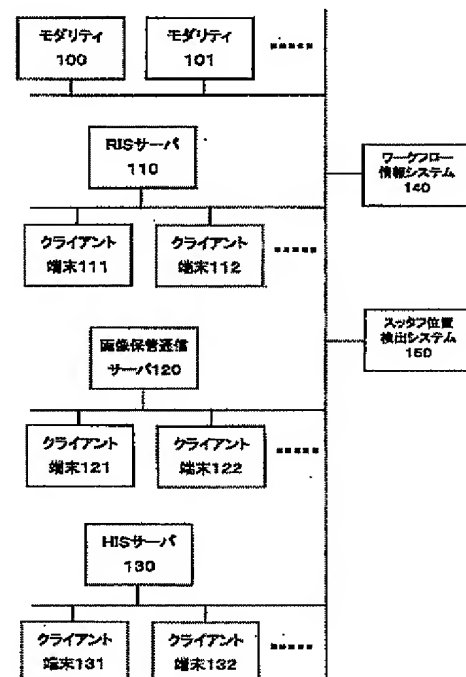 モダリティ
100
モダリティ
101
RISサーバ
110
ワークフロー
情報システム
140
クライアント
端末111
クライアント
端末112
スッタフ位置
検出システム
150
画像保管通信
サーバ120
クライアント
端末121
クライアント
端末122
HISサーバ
130
クライアント
端末131
クライアント
端末132